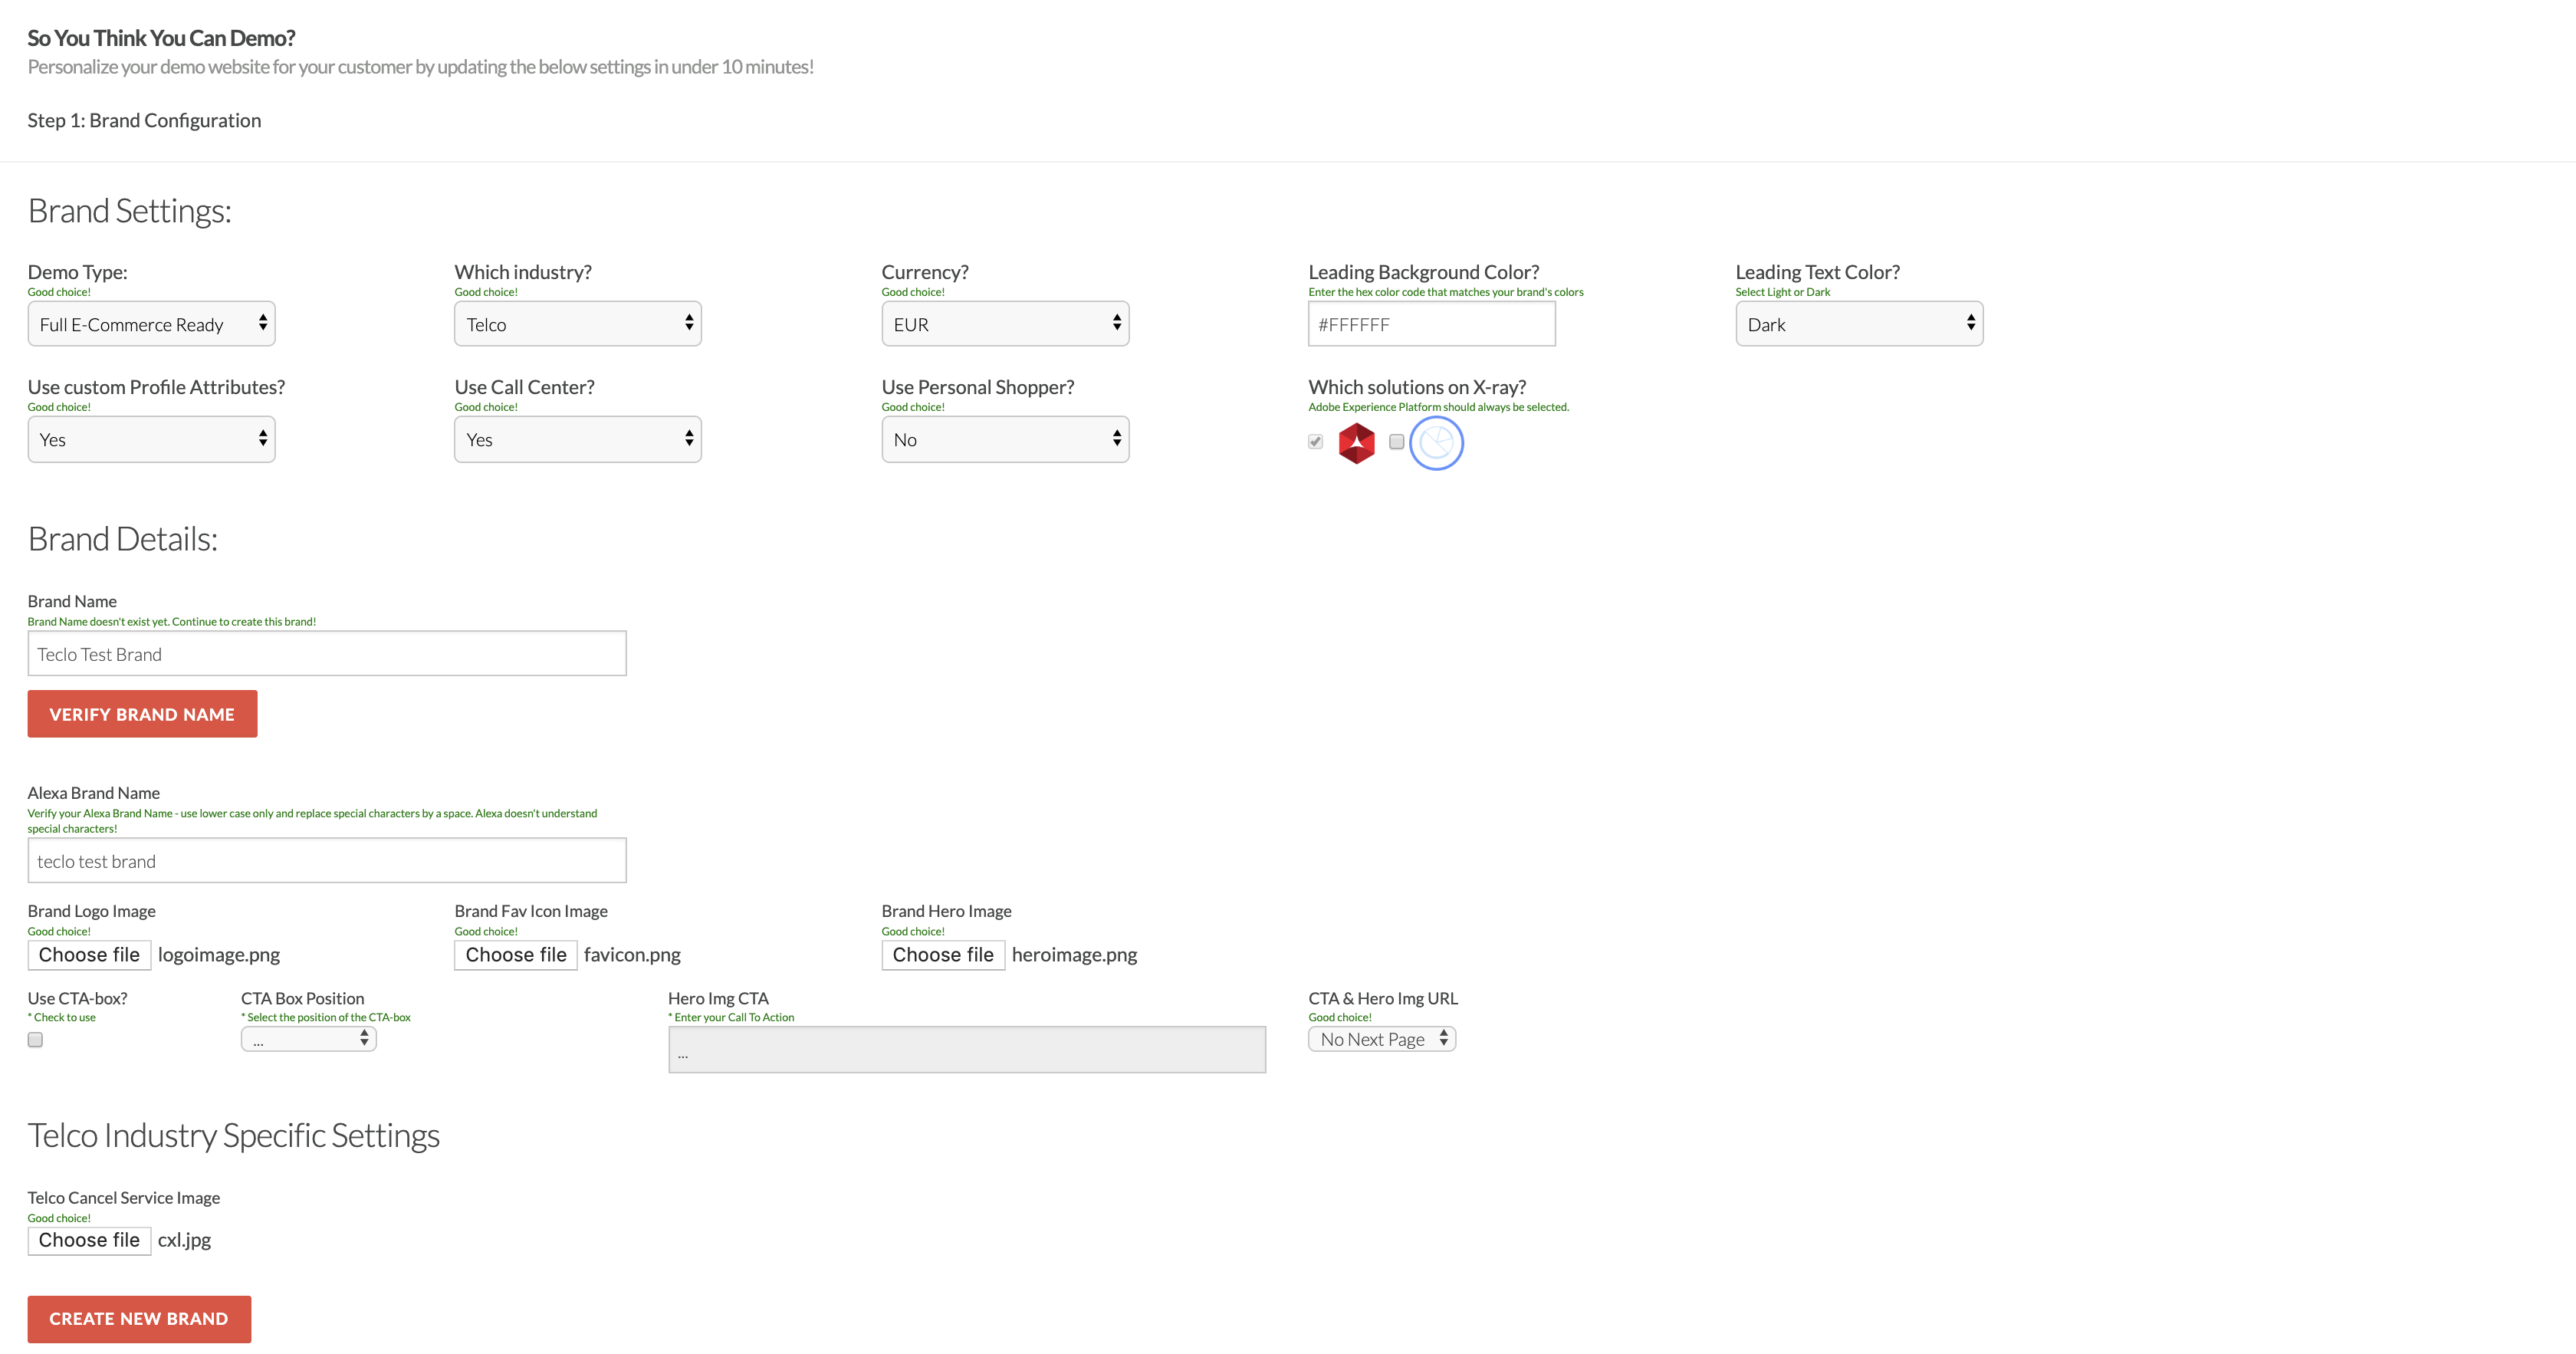 So You Think You Can Demo?
Personalize your demo website for your customer by updating the below settings in under 10 minutes!
Step 1: Brand Configuration
Brand Settings:
Demo Type:
Good choice!
Full E-Commerce Ready
Which industry?
Good choice!
Telco
Currency?
Good choice!
EUR
Leading Background Color?
Enter the hex color code that matches your brand's colors
#FFFFFF
Leading Text Color?
Select Light or Dark
Dark
Use custom Profile Attributes?
Good choice!
Yes
Use Call Center?
Good choice!
Yes
Use Personal Shopper?
Good choice!
No
Which solutions on X-ray?
Adobe Experience Platform should always be selected.
Brand Details:
Brand Name
Brand Name doesn't exist yet. Continue to create this brand!
Teclo Test Brand
VERIFY BRAND NAME
Alexa Brand Name
Verify your Alexa Brand Name - use lower case only and replace special characters by a space. Alexa doesn't understand
special characters!
teclo test brand
Brand Logo Image
Good choice!
Choose file logoimage.png
Brand Fav Icon Image
Good choice!
Choose file favicon.png
Brand Hero Image
Good choice!
Choose file heroimage.png
Use CTA-box?
* Check to use
CTA Box Position
* Select the position of the CTA-box
...
Hero Img CTA
* Enter your Call To Action
...
CTA & Hero Img URL
Good choice!
No Next Page
Telco Industry Specific Settings
Telco Cancel Service Image
Good choice!
Choose file cxl.jpg
CREATE NEW BRAND